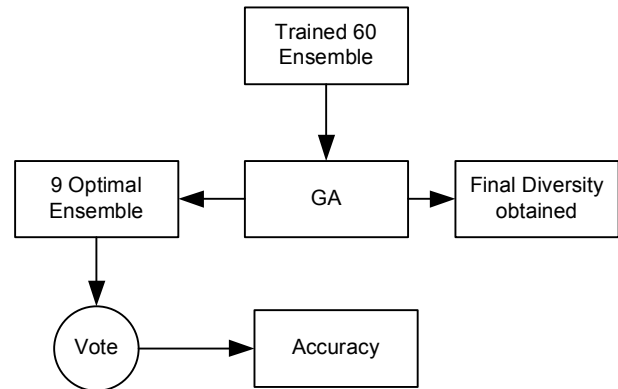 Trained 60
Ensemble
9 Optimal
Ensemble
GA
Final Diversity
obtained
Vote
Accuracy